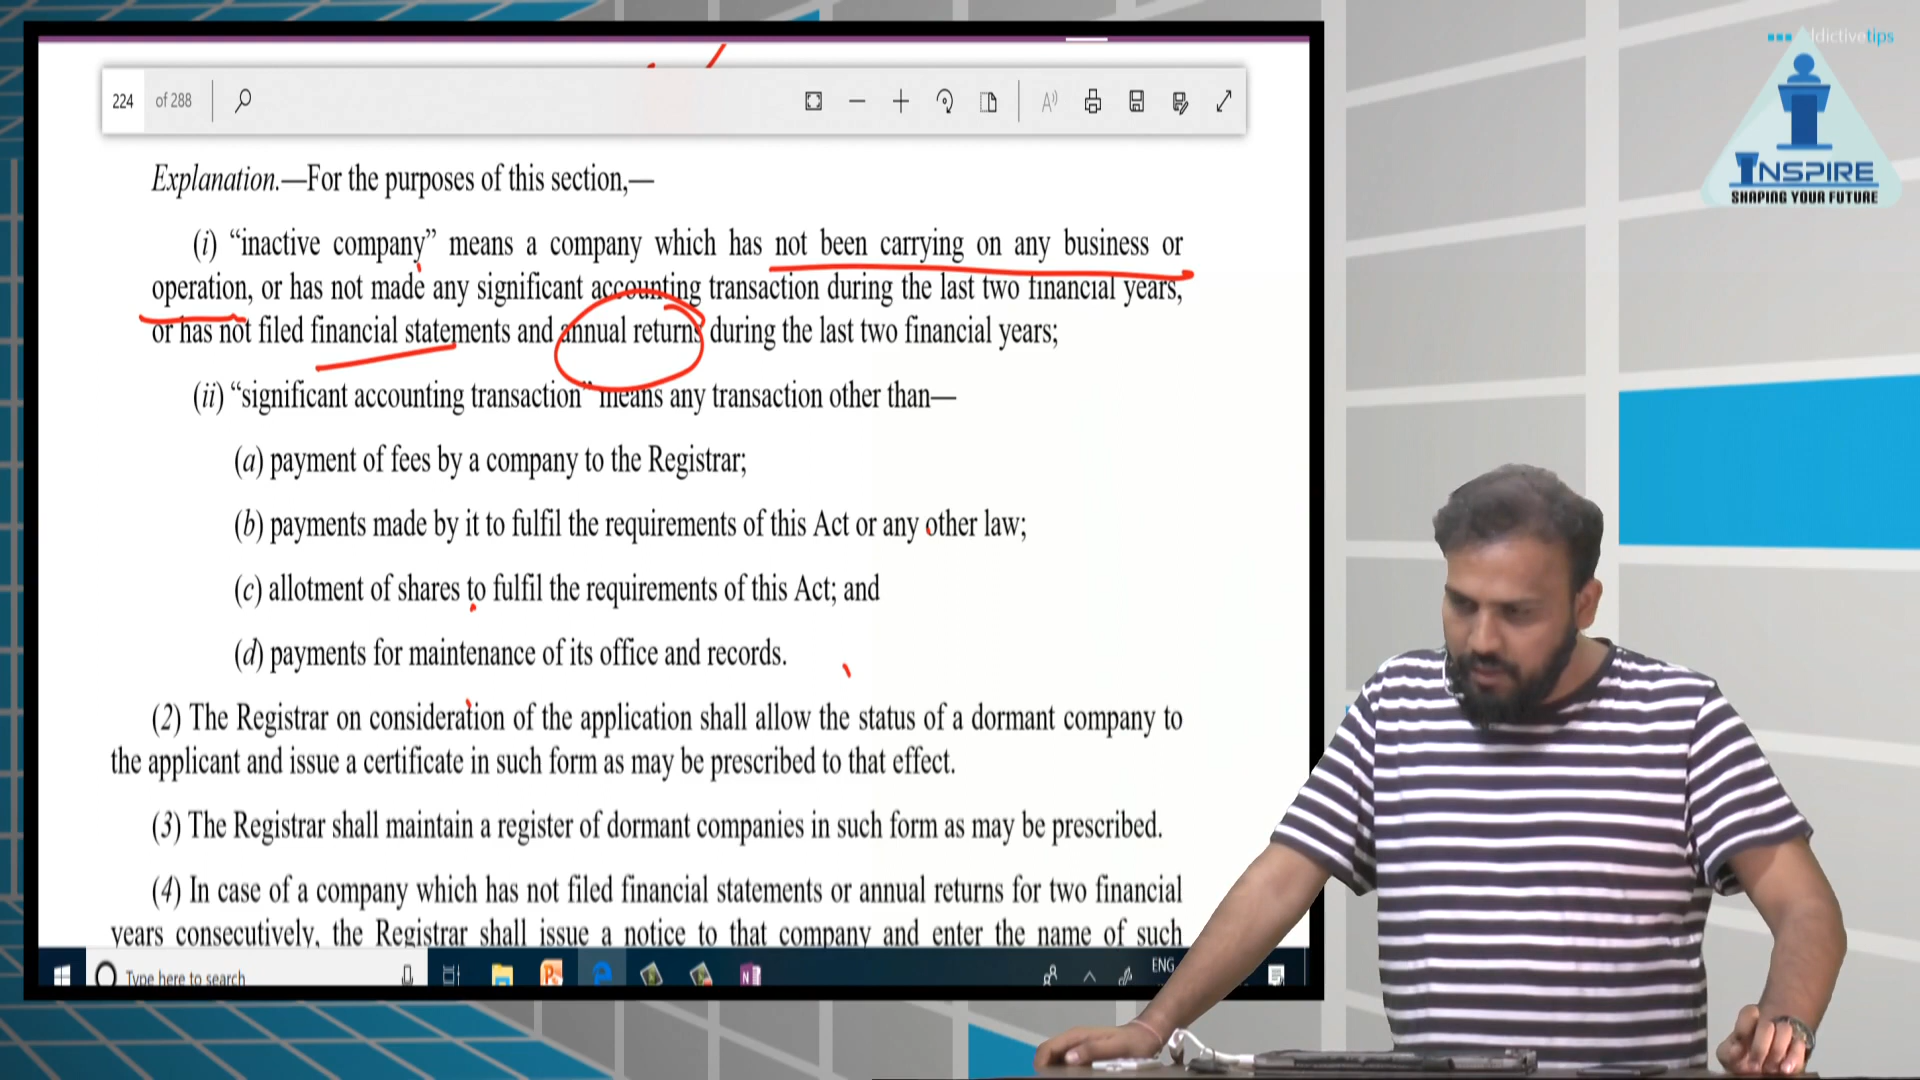 addictivetips
INSPIRE
SHAPING YOUR FUTURE
224 of 288
Explanation.—For the purposes of this section,—
(i) “inactive company” means a company which has not been carrying on any business or
operation, or has not made any significant accounting transaction during the last two financial years,
or has not filed financial statements and annual returns during the last two financial years;
(ii) “significant accounting transaction” means any transaction other than—
(a) payment of fees by a company to the Registrar;
(b) payments made by it to fulfil the requirements of this Act or any other law;
(c) allotment of shares to fulfil the requirements of this Act; and
(d) payments for maintenance of its office and records.
(2) The Registrar on consideration of the application shall allow the status of a dormant company to
the applicant and issue a certificate in such form as may be prescribed to that effect.
(3) The Registrar shall maintain a register of dormant companies in such form as may be prescribed.
(4) In case of a company which has not filed financial statements or annual returns for two financial
years consecutively, the Registrar shall issue a notice to that company and enter the name of such
Type here to search
ENG